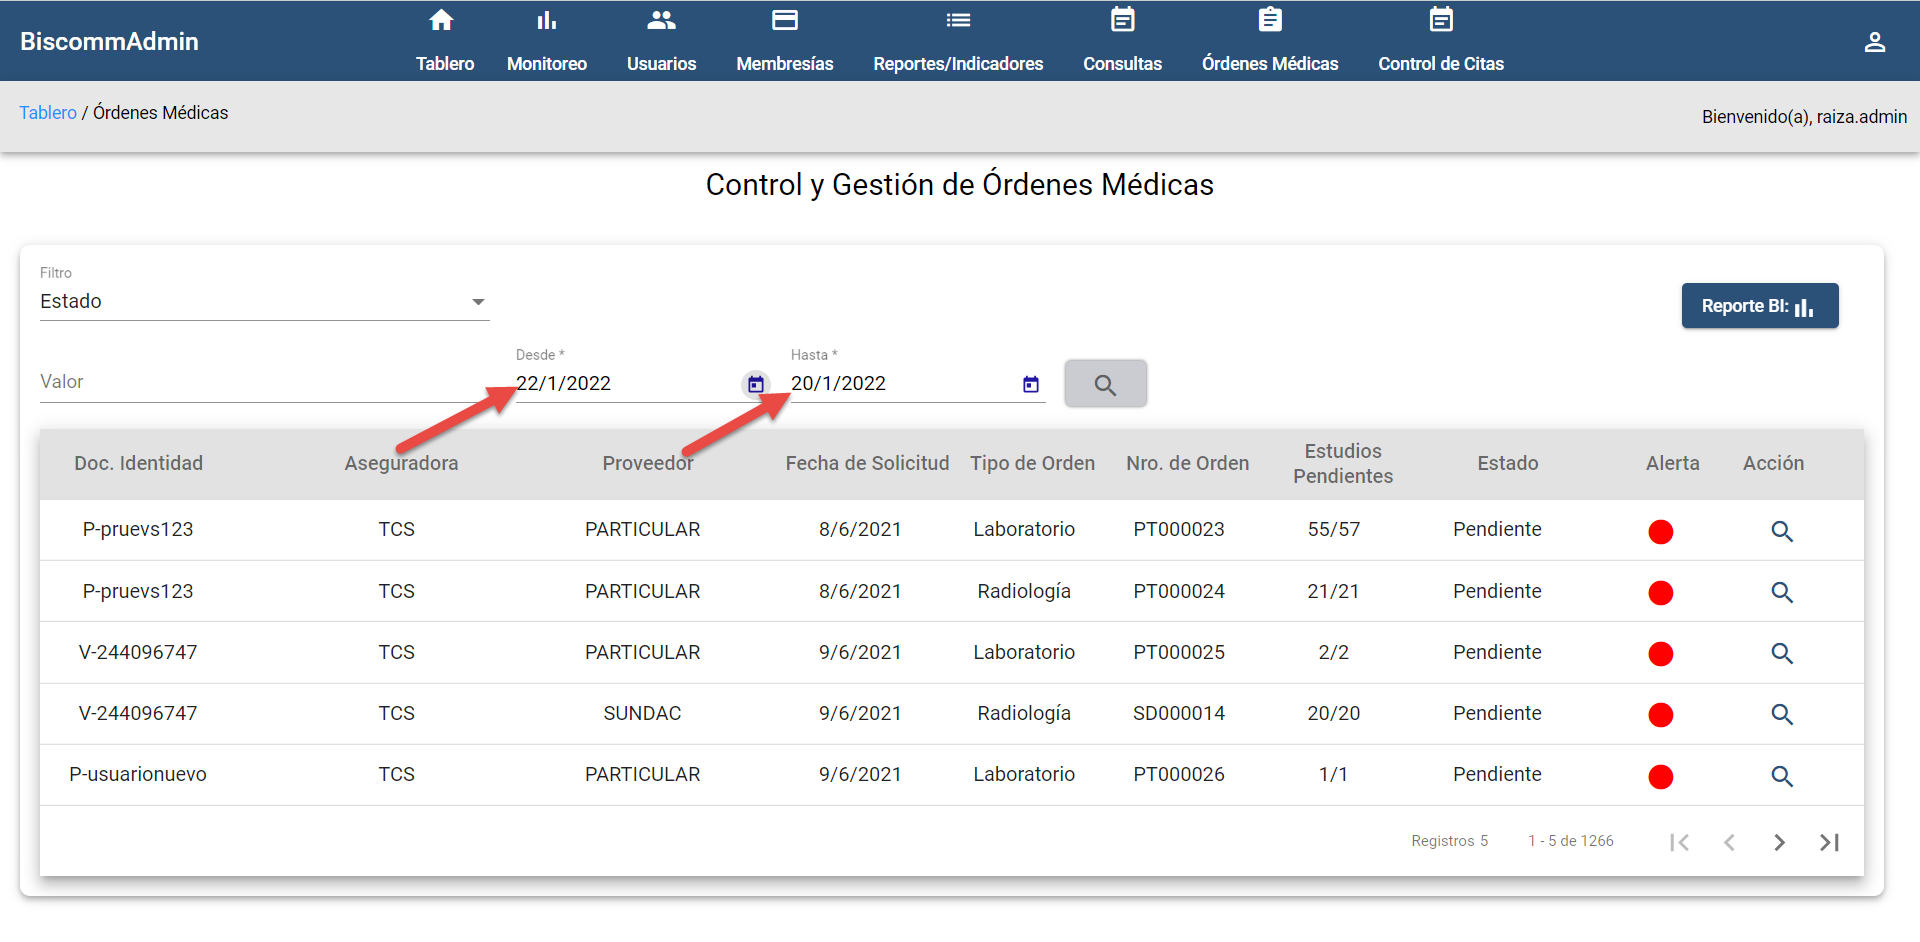 BiscommAdmin
Tablero Monitoreo Usuarios Membresías Reportes/Indicadores Consultas Órdenes Médicas Control de Citas
Tablero / Órdenes Médicas
Bienvenido(a), raiza.admin
Control y Gestión de Órdenes Médicas
Filtro
Estado
Reporte BI:
Desde * Hasta *
Valor 22/1/2022 20/1/2022
Doc. Identidad Aseguradora Proveedor Fecha de Solicitud Tipo de Orden Nro. de Orden Estudios Pendientes Estado Alerta Acción
P-pruevs123 TCS PARTICULAR 8/6/2021 Laboratorio PT000023 55/57 Pendiente
P-pruevs123 TCS PARTICULAR 8/6/2021 Radiología PT000024 21/21 Pendiente
V-244096747 TCS PARTICULAR 9/6/2021 Laboratorio PT000025 2/2 Pendiente
V-244096747 TCS SUNDAC 9/6/2021 Radiología SD000014 20/20 Pendiente
P-usuarionuevo TCS PARTICULAR 9/6/2021 Laboratorio PT000026 1/1 Pendiente
Registros 5 1 - 5 de 1266